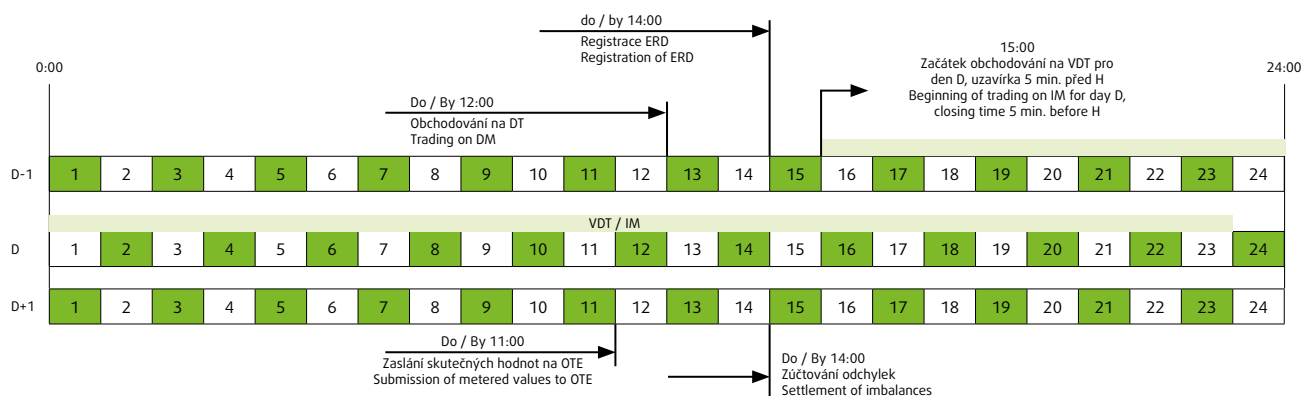 do / by 14:00
Registrace ERD
Registration of ERD
15:00
Začátek obchodování na VDT pro
den D, uzavírka 5 min. před H
Beginning of trading on IM for day D,
closing time 5 min. before H
0:00
24:00
Do / By 12:00
Obchodování na DT
Trading on DM
D-1 1 2 3 4 5 6 7 8 9 10 11 12 13 14 15 16 17 18 19 20 21 22 23 24
VDT / IM
D 1 2 3 4 5 6 7 8 9 10 11 12 13 14 15 16 17 18 19 20 21 22 23 24
D+1 1 2 3 4 5 6 7 8 9 10 11 12 13 14 15 16 17 18 19 20 21 22 23 24
Do / By 11:00
Zaslání skutečných hodnot na OTE
Submission of metered values to OTE
Do / By 14:00
Zúčtování odchylek
Settlement of imbalances